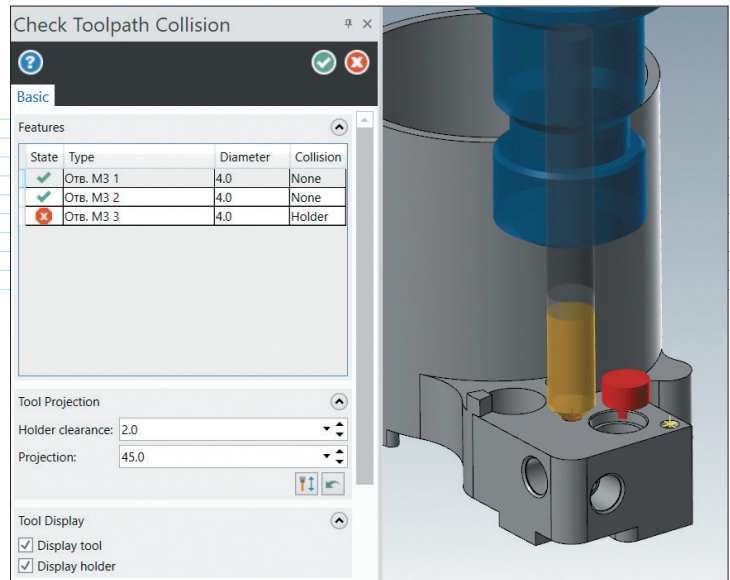 Check Toolpath Collision
Basic
Features
State Type Diameter Collision
Отв. М3 1 4.0 None
Отв. М3 2 4.0 None
Отв. М3 3 4.0 Holder
Tool Projection
Holder clearance: 2.0
Projection: 45.0
Tool Display
Display tool
Display holder